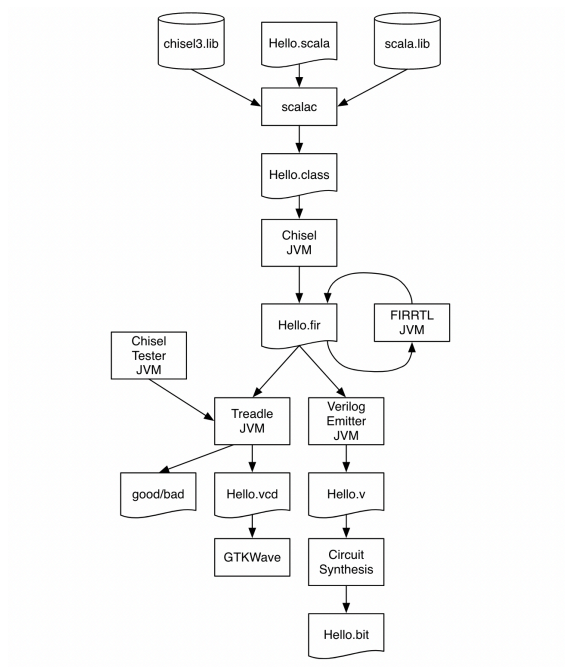 chisel3.lib
Hello.scala
scala.lib
scalac
Hello.class
Chisel
JVM
Hello.fir
FIRRTL
JVM
Chisel
Tester
JVM
Treadle
JVM
Verilog
Emitter
JVM
good/bad
Hello.vcd
Hello.v
GTKWave
Circuit
Synthesis
Hello.bit